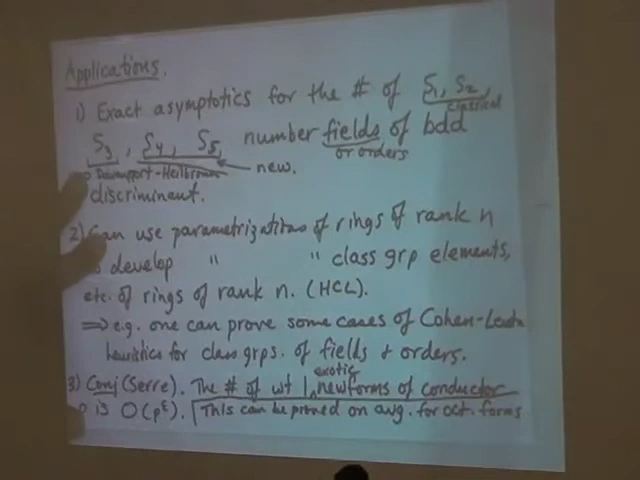 Applications.
1) Exact asymptotics for the # of S1, S2,
classical
S3, S4, S5, number fields of bdd
or orders
Davenport-Heilbronn new.
discriminant.
2) Can use parametrizations of rings of rank n
develop " " class grp elements,
etc. of rings of rank n. (HCL).
⟹ e.g. one can prove some cases of Cohen-Lenstra
heuristics for class grps. of fields + orders.
exotic
3) Conj (Serre). The # of wt 1, newforms of conductor
p is O(p^ε). This can be proved on avg. for oct. forms